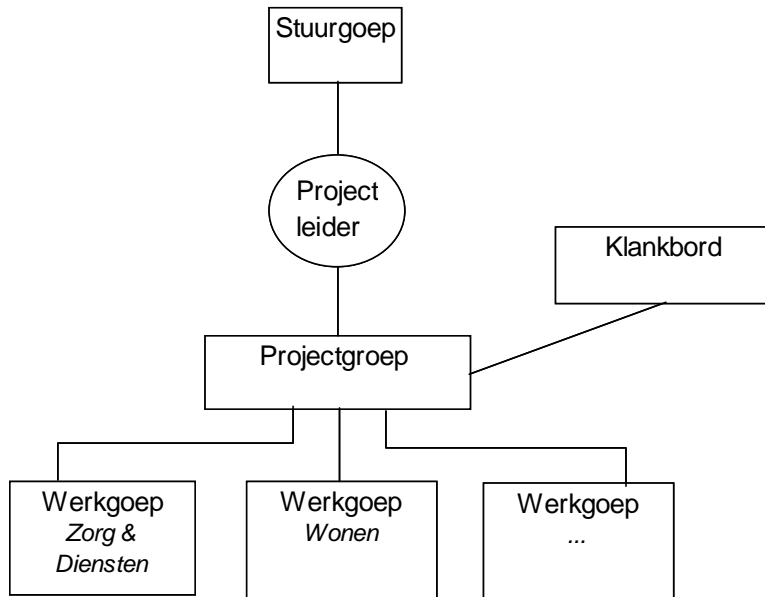 Stuurgoep
Project
leider
Klankbord
Projectgroep
Werkgoep
Zorg &
Diensten
Werkgoep
Wonen
Werkgoep
...